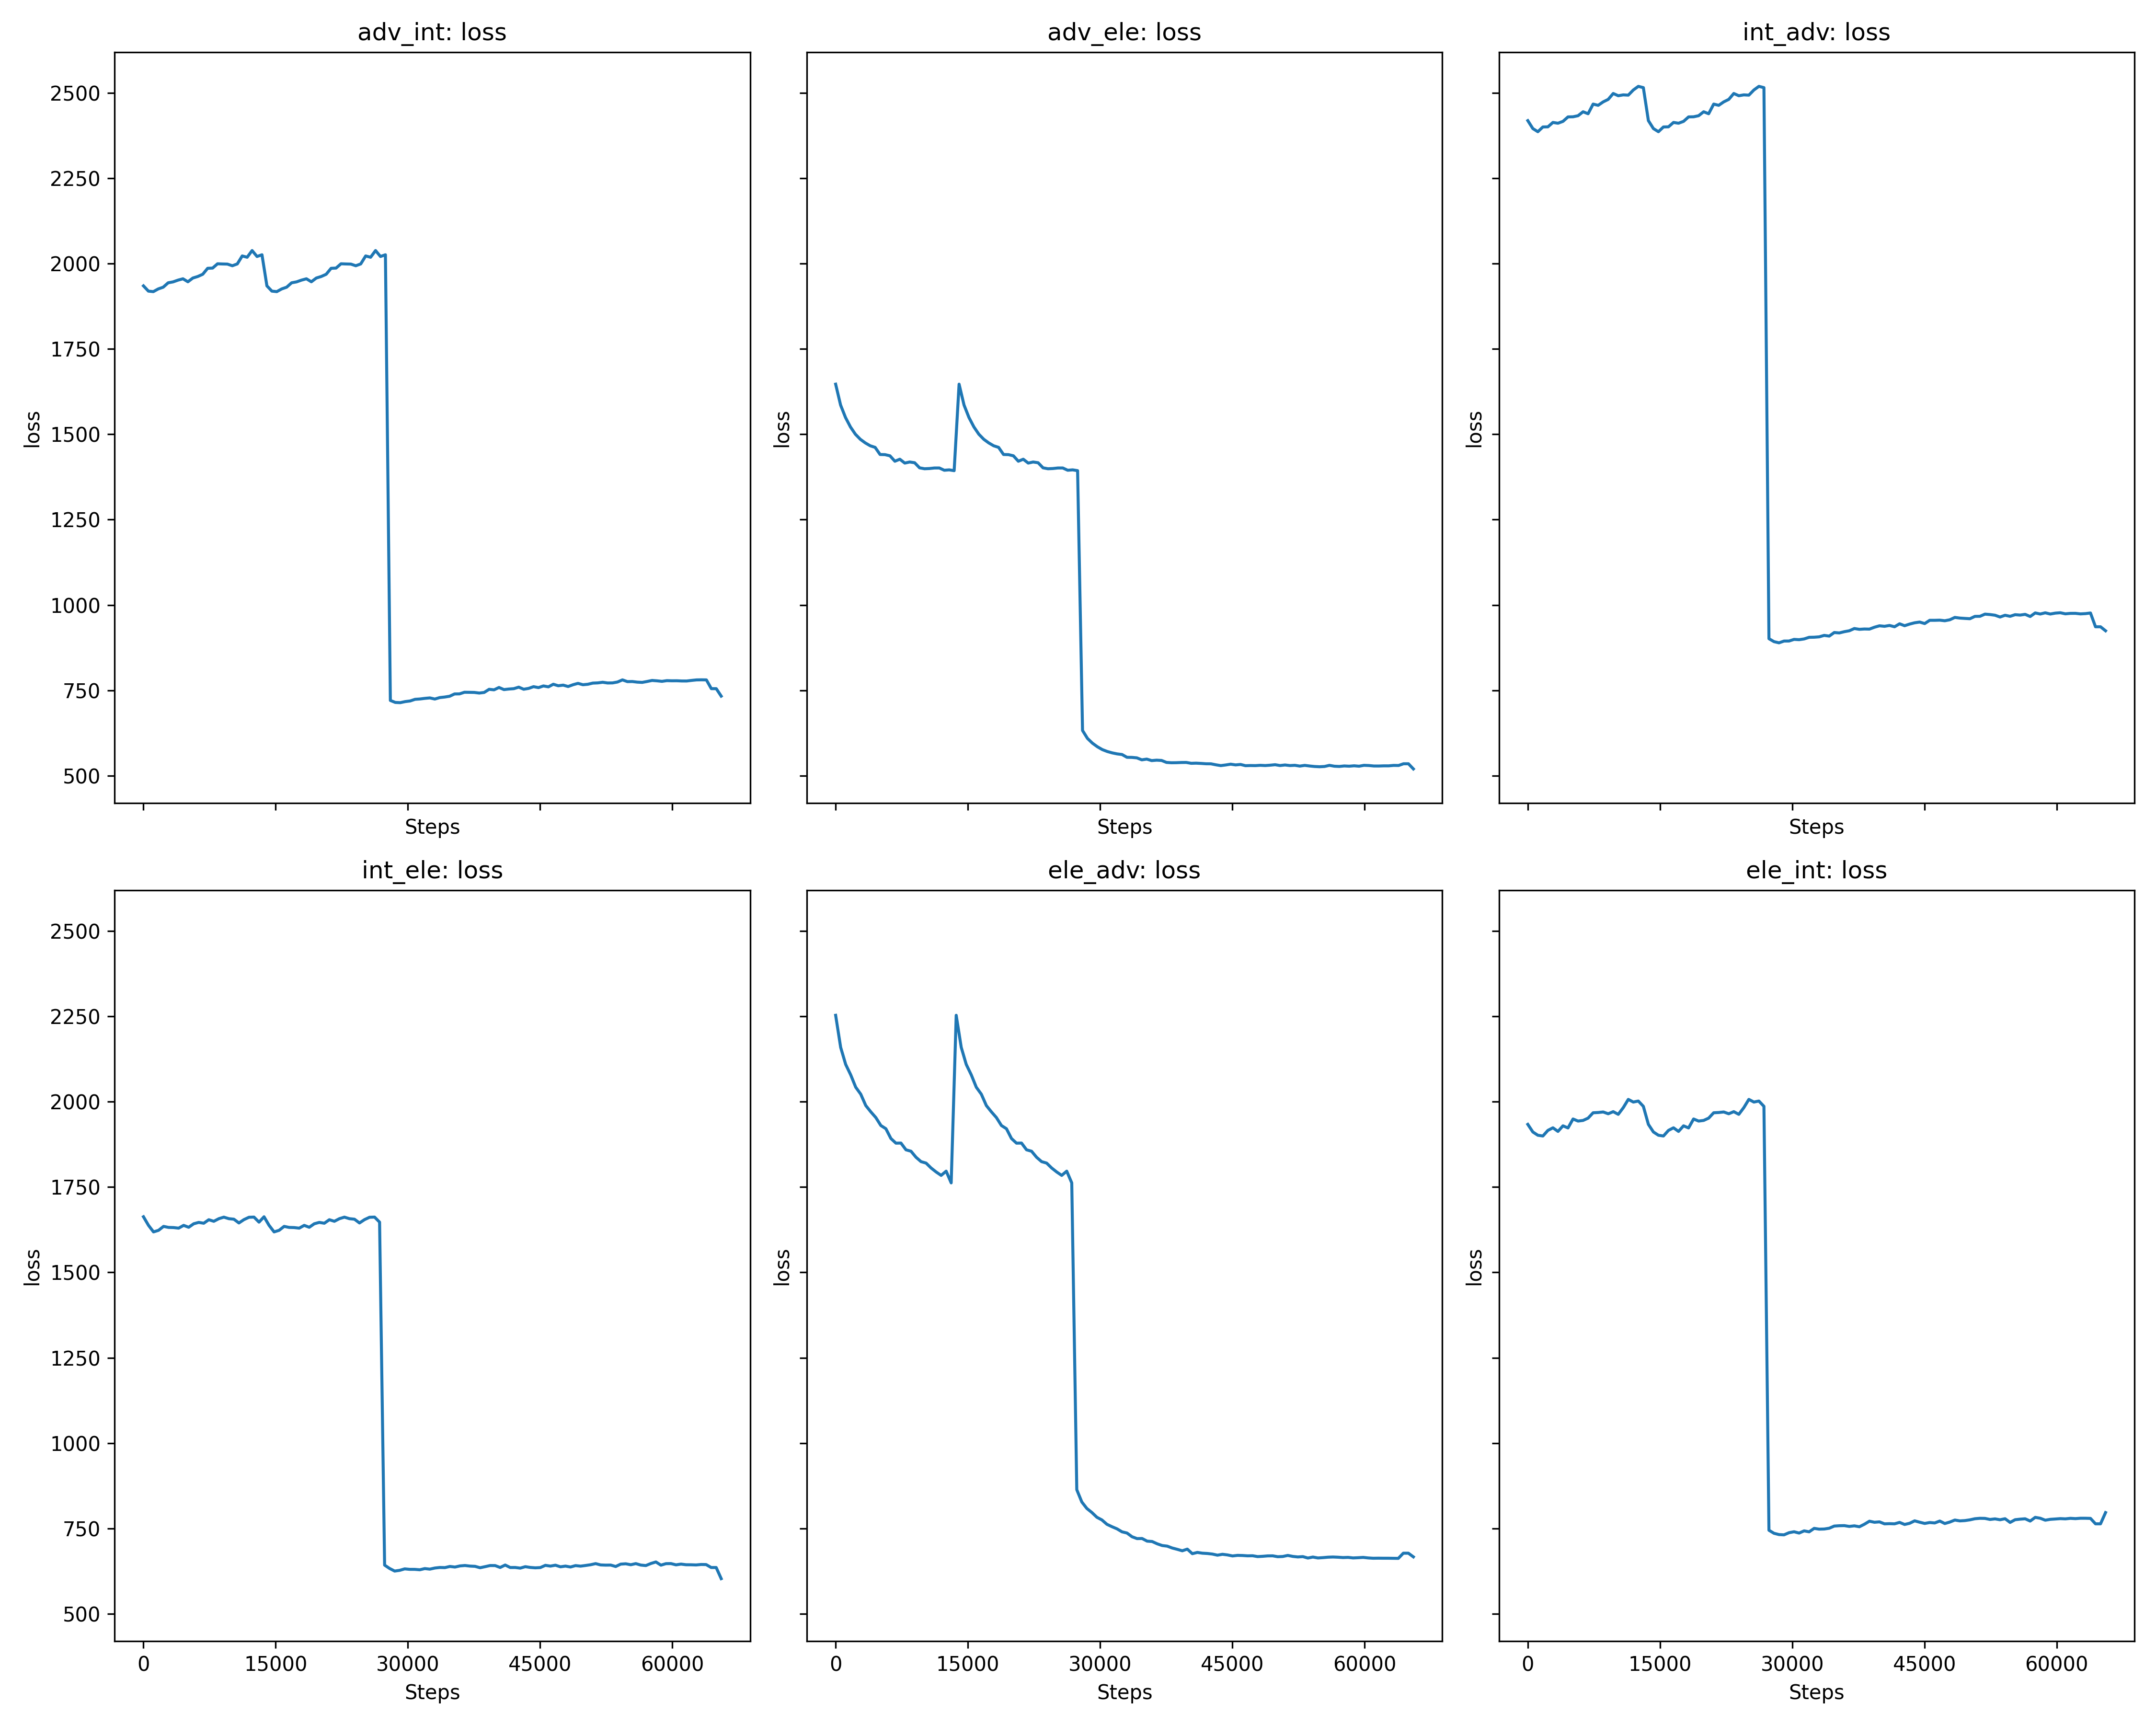 adv_int: loss
adv_ele: loss
int_adv: loss
2500
2250
2000
1750
1500
1250
1000
750
500
loss
loss
loss
Steps
Steps
Steps
int_ele: loss
ele_adv: loss
ele_int: loss
2500
2250
2000
1750
1500
1250
1000
750
500
loss
loss
loss
0 15000 30000 45000 60000
0 15000 30000 45000 60000
0 15000 30000 45000 60000
Steps
Steps
Steps